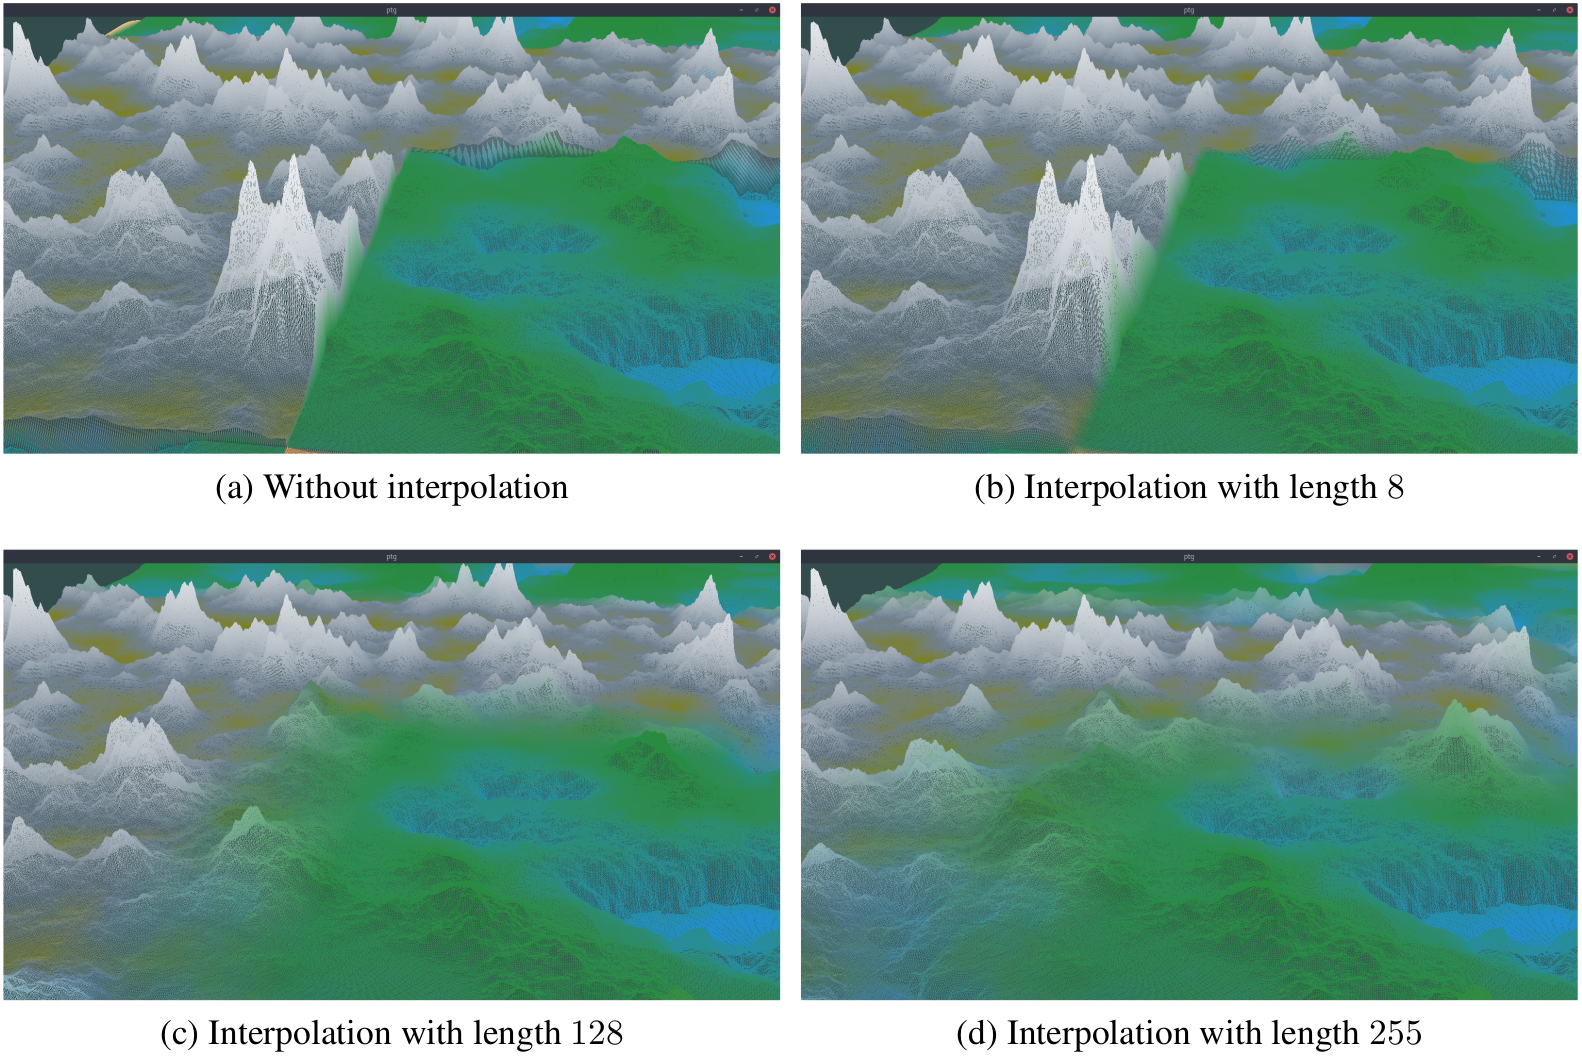 ptg
ptg
(a) Without interpolation
(b) Interpolation with length 8
ptg
ptg
(c) Interpolation with length 128
(d) Interpolation with length 255